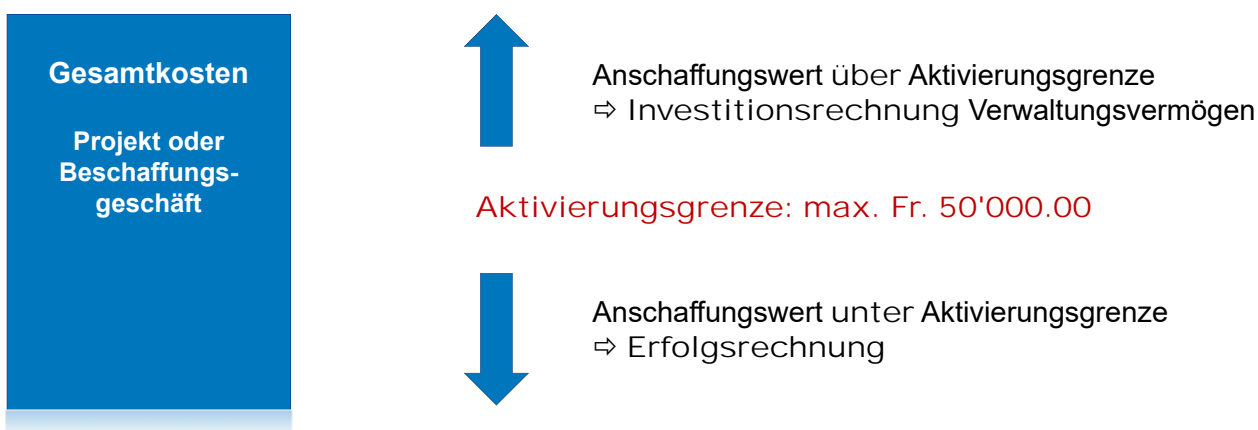 Gesamtkosten
Projekt oder
Beschaffungs-
geschäft
Anschaffungswert über Aktivierungsgrenze
⇨ Investitionsrechnung Verwaltungsvermögen
Aktivierungsgrenze: max. Fr. 50'000.00
Anschaffungswert unter Aktivierungsgrenze
⇨ Erfolgsrechnung